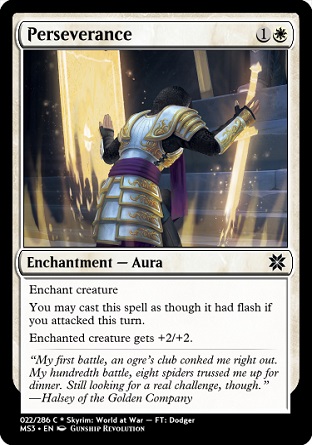 Perseverance 1
Enchantment — Aura
Enchant creature
You may cast this spell as though it had flash if
you attacked this turn.
Enchanted creature gets +2/+2.
“My first battle, an ogre’s club conked me right out.
My hundredth battle, eight spiders trussed me up for
dinner. Still looking for a real challenge, though.”
—Halsey of the Golden Company
022/286 C * Skyrim: World at War — FT: Dodger
MS3 • EN Gunship Revolution